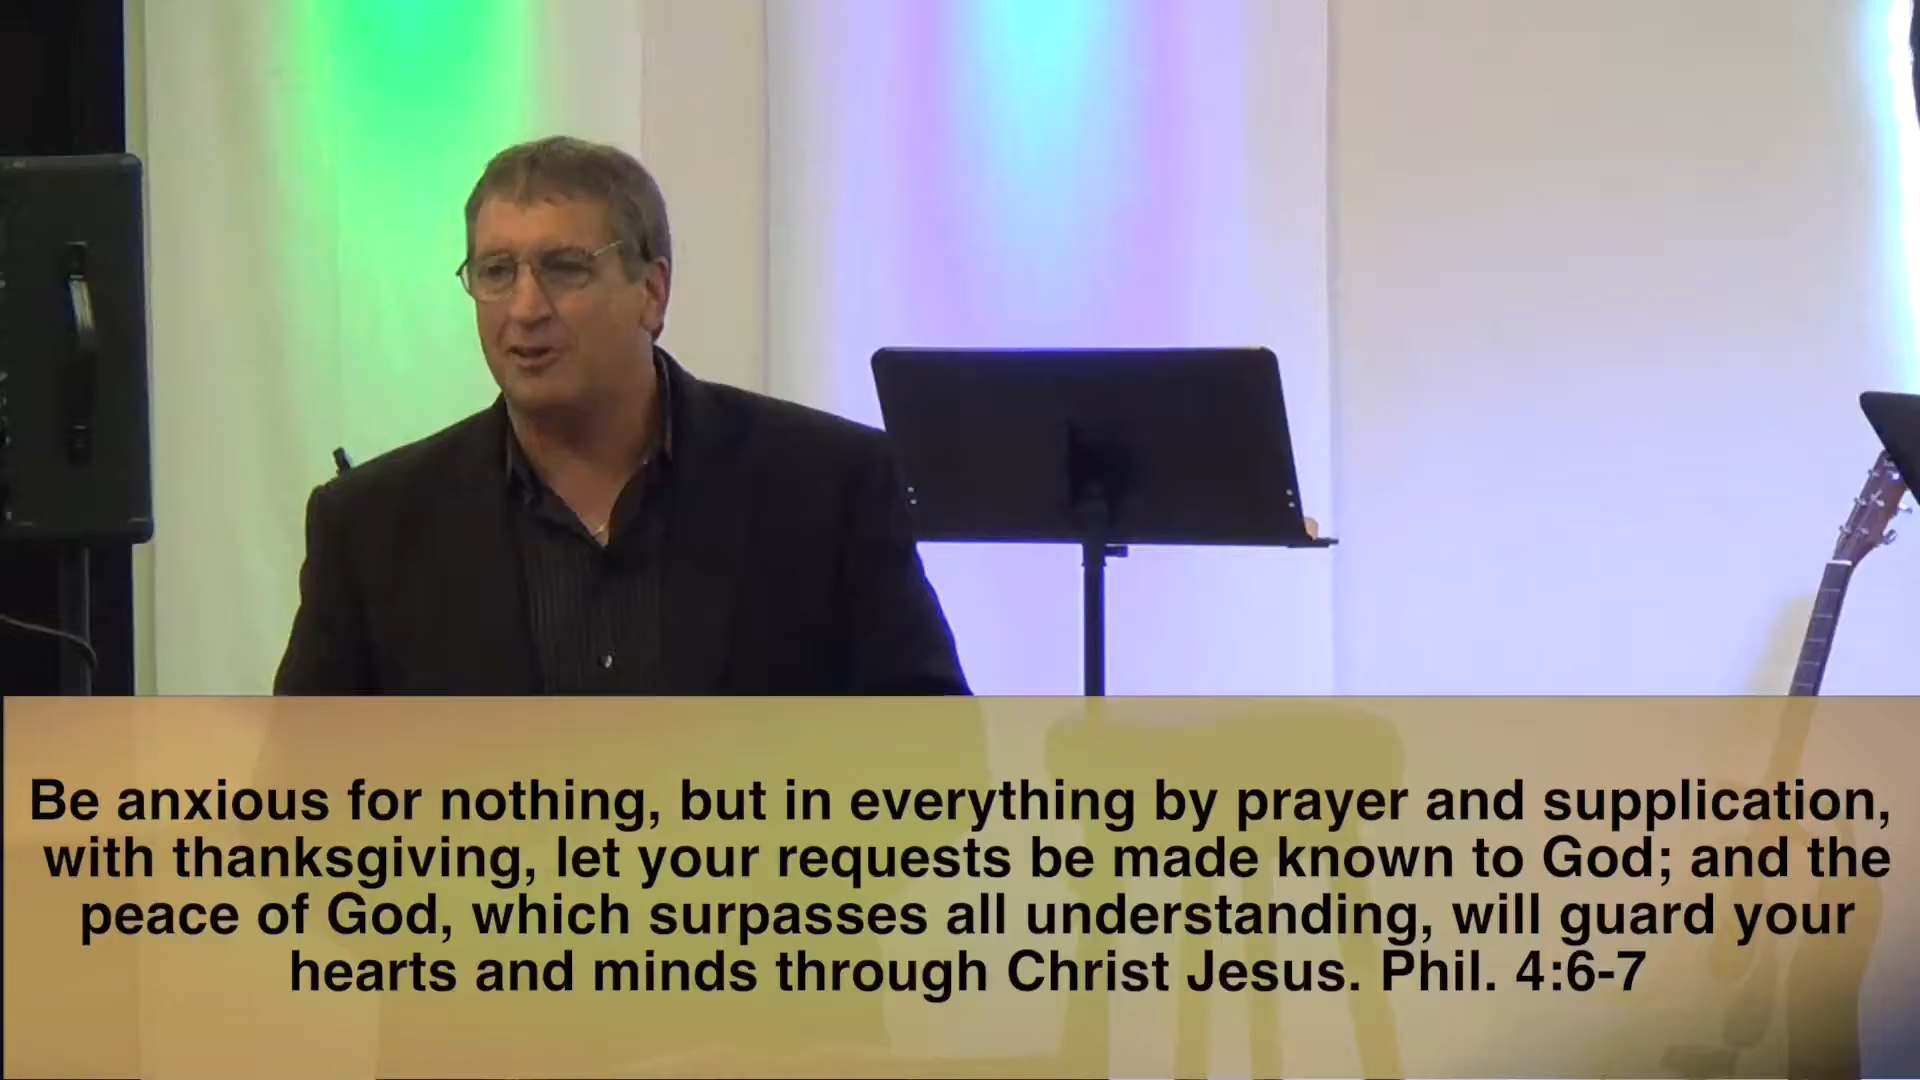 Be anxious for nothing, but in everything by prayer and supplication,
with thanksgiving, let your requests be made known to God; and the
peace of God, which surpasses all understanding, will guard your
hearts and minds through Christ Jesus. Phil. 4:6-7